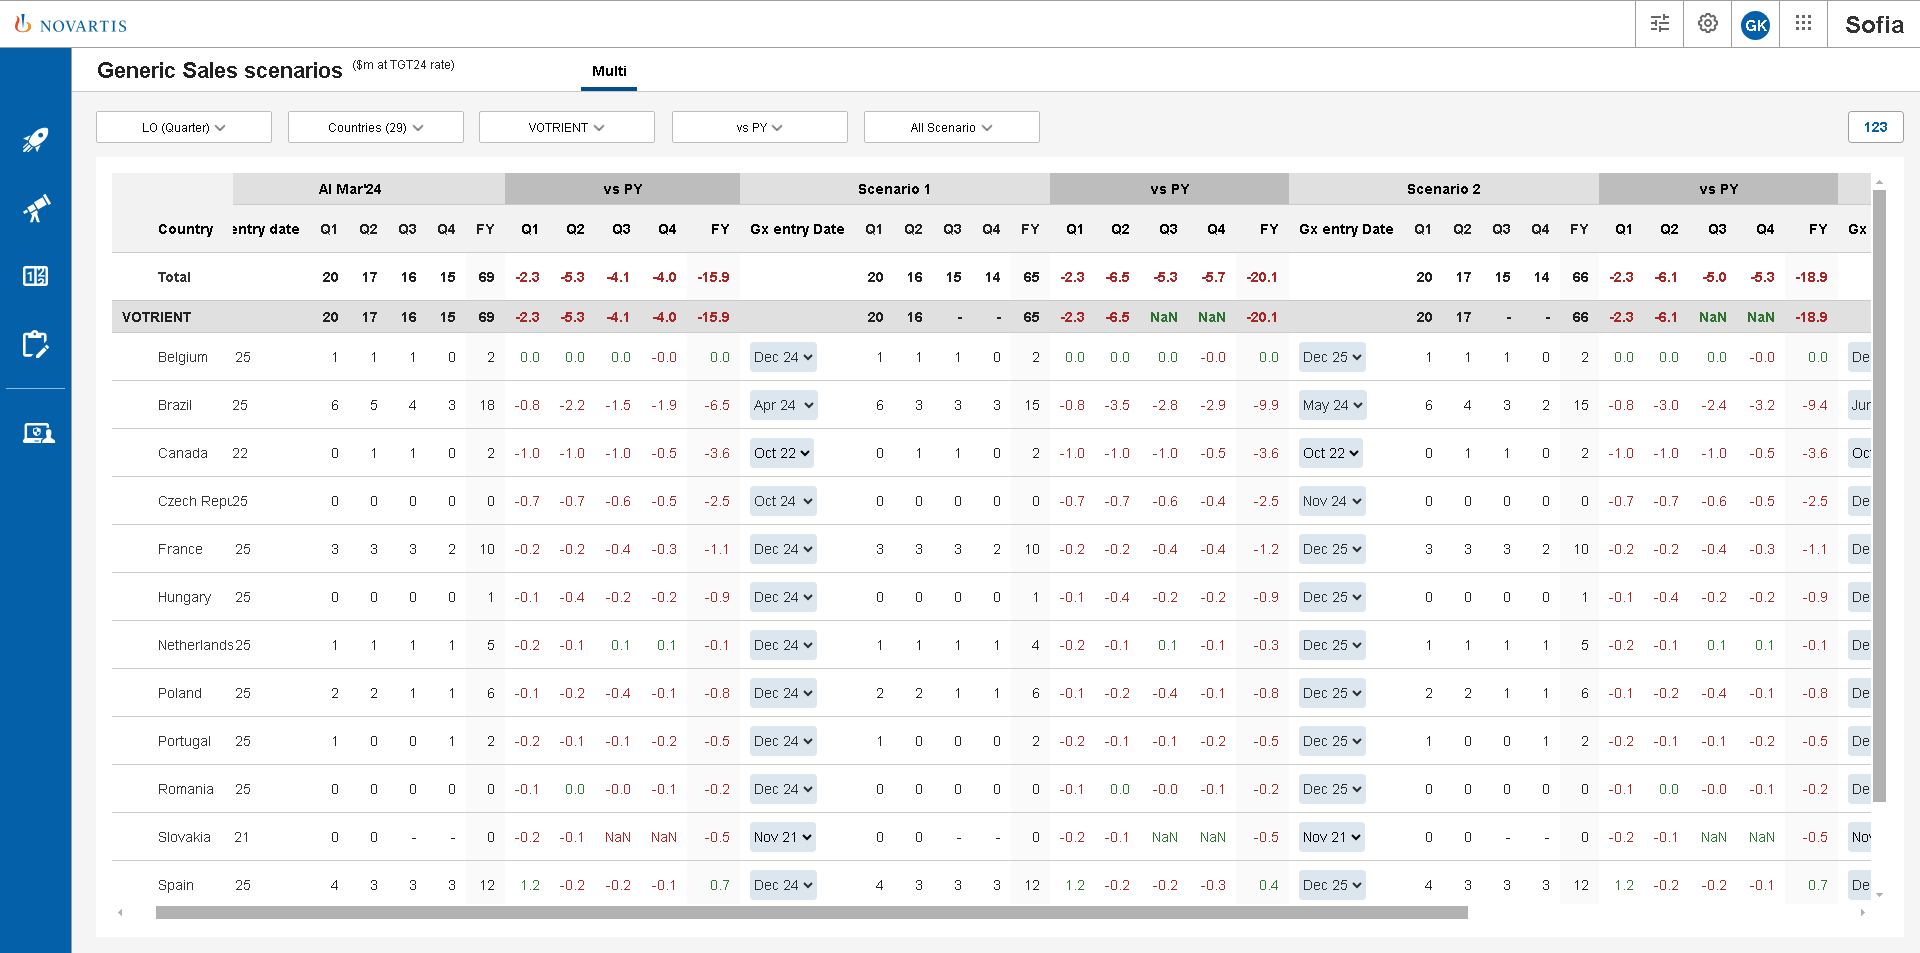 NOVARTIS
GK
Sofia
Generic Sales scenarios ($m at TGT24 rate) Multi
LO (Quarter) Countries (29) VOTRIENT vs PY All Scenario 123
AI Mar'24 vs PY Scenario 1 vs PY Scenario 2 vs PY
Country entry date Q1 Q2 Q3 Q4 FY Q1 Q2 Q3 Q4 FY Gx entry Date Q1 Q2 Q3 Q4 FY Q1 Q2 Q3 Q4 FY Gx entry Date Q1 Q2 Q3 Q4 FY Q1 Q2 Q3 Q4 FY Gx
Total 20 17 16 15 69 -2.3 -5.3 -4.1 -4.0 -15.9 20 16 15 14 65 -2.3 -6.5 -5.3 -5.7 -20.1 20 17 15 14 66 -2.3 -6.1 -5.0 -5.3 -18.9
VOTRIENT 20 17 16 15 69 -2.3 -5.3 -4.1 -4.0 -15.9 20 16 - - 65 -2.3 -6.5 NaN NaN -20.1 20 17 - - 66 -2.3 -6.1 NaN NaN -18.9
Belgium 25 1 1 1 0 2 0.0 0.0 0.0 -0.0 0.0 Dec 24 1 1 1 0 2 0.0 0.0 0.0 -0.0 0.0 Dec 25 1 1 1 0 2 0.0 0.0 0.0 -0.0 0.0 De
Brazil 25 6 5 4 3 18 -0.8 -2.2 -1.5 -1.9 -6.5 Apr 24 6 3 3 3 15 -0.8 -3.5 -2.8 -2.9 -9.9 May 24 6 4 3 2 15 -0.8 -3.0 -2.4 -3.2 -9.4 Jur
Canada 22 0 1 1 0 2 -1.0 -1.0 -1.0 -0.5 -3.6 Oct 22 0 1 1 0 2 -1.0 -1.0 -1.0 -0.5 -3.6 Oct 22 0 1 1 0 2 -1.0 -1.0 -1.0 -0.5 -3.6 Oc
Czech Repu 25 0 0 0 0 0 -0.7 -0.7 -0.6 -0.5 -2.5 Oct 24 0 0 0 0 0 -0.7 -0.7 -0.6 -0.4 -2.5 Nov 24 0 0 0 0 0 -0.7 -0.7 -0.6 -0.5 -2.5 De
France 25 3 3 3 2 10 -0.2 -0.2 -0.4 -0.3 -1.1 Dec 24 3 3 3 2 10 -0.2 -0.2 -0.4 -0.4 -1.2 Dec 25 3 3 3 2 10 -0.2 -0.2 -0.4 -0.3 -1.1 De
Hungary 25 0 0 0 0 1 -0.1 -0.4 -0.2 -0.2 -0.9 Dec 24 0 0 0 0 1 -0.1 -0.4 -0.2 -0.2 -0.9 Dec 25 0 0 0 0 1 -0.1 -0.4 -0.2 -0.2 -0.9 De
Netherlands 25 1 1 1 1 5 -0.2 -0.1 0.1 0.1 -0.1 Dec 24 1 1 1 1 4 -0.2 -0.1 0.1 -0.1 -0.3 Dec 25 1 1 1 1 5 -0.2 -0.1 0.1 0.1 -0.1 De
Poland 25 2 2 1 1 6 -0.1 -0.2 -0.4 -0.1 -0.8 Dec 24 2 2 1 1 6 -0.1 -0.2 -0.4 -0.1 -0.8 Dec 25 2 2 1 1 6 -0.1 -0.2 -0.4 -0.1 -0.8 De
Portugal 25 1 0 0 1 2 -0.2 -0.1 -0.1 -0.2 -0.5 Dec 24 1 0 0 0 2 -0.2 -0.1 -0.1 -0.2 -0.5 Dec 25 1 0 0 1 2 -0.2 -0.1 -0.1 -0.2 -0.5 De
Romania 25 0 0 0 0 0 -0.1 0.0 -0.0 -0.1 -0.2 Dec 24 0 0 0 0 0 -0.1 0.0 -0.0 -0.1 -0.2 Dec 25 0 0 0 0 0 -0.1 0.0 -0.0 -0.1 -0.2 De
Slovakia 21 0 0 - - 0 -0.2 -0.1 NaN NaN -0.5 Nov 21 0 0 - - 0 -0.2 -0.1 NaN NaN -0.5 Nov 21 0 0 - - 0 -0.2 -0.1 NaN NaN -0.5 Nov
Spain 25 4 3 3 3 12 1.2 -0.2 -0.2 -0.1 0.7 Dec 24 4 3 3 3 12 1.2 -0.2 -0.2 -0.3 0.4 Dec 25 4 3 3 3 12 1.2 -0.2 -0.2 -0.1 0.7 De